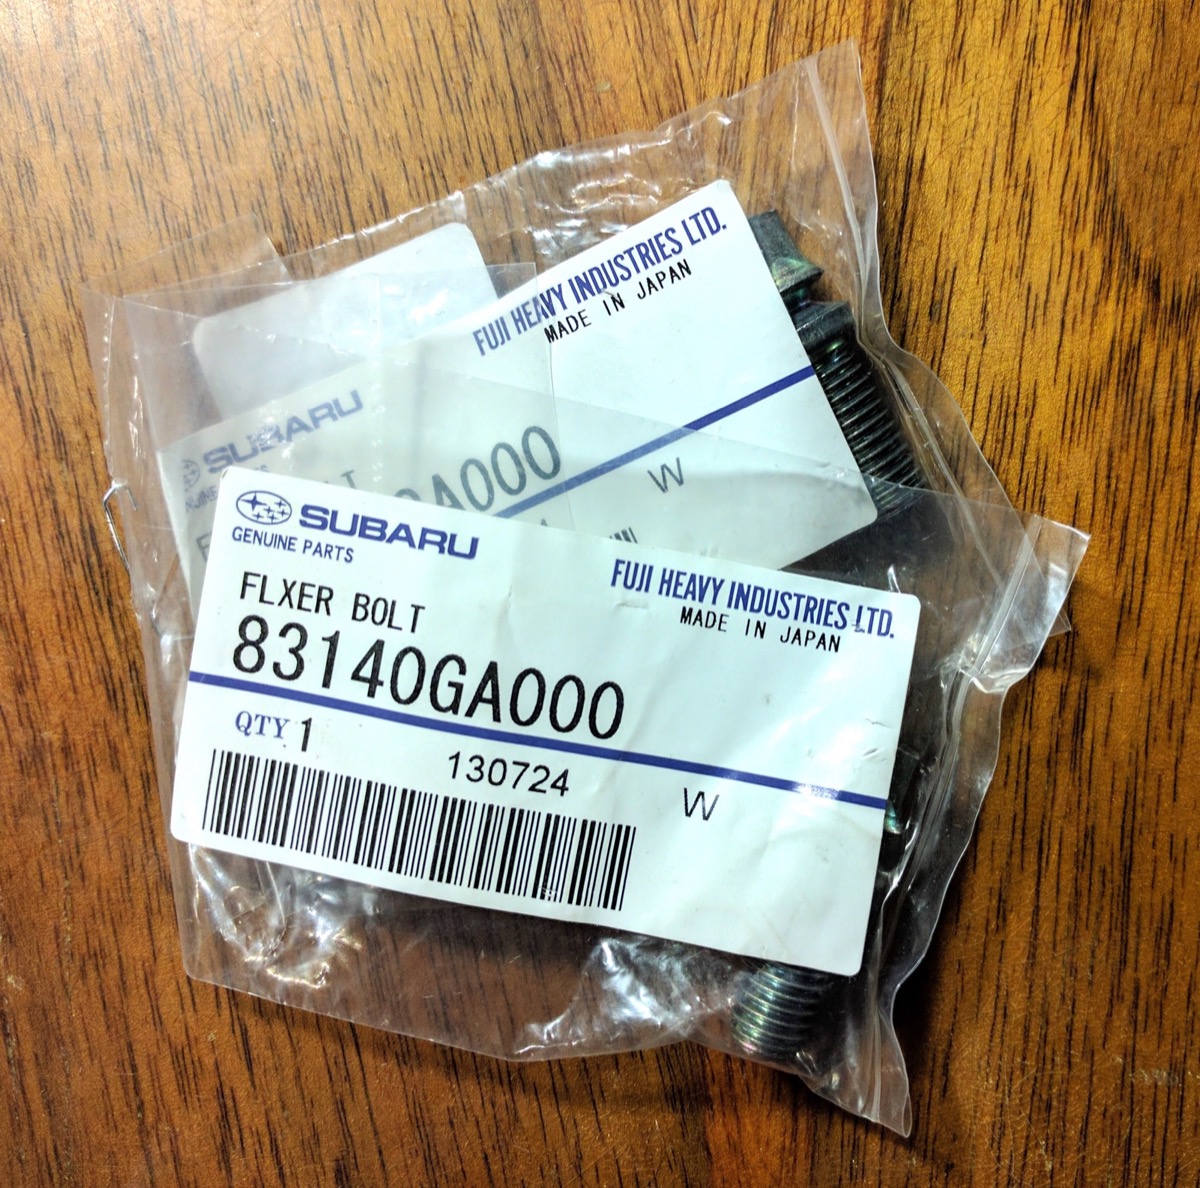 FUJI HEAVY INDUSTRIES LTD.
MADE IN JAPAN
SUBARU
GA000
W
SUBARU
GENUINE PARTS
FUJI HEAVY INDUSTRIES LTD.
MADE IN JAPAN
FLXER BOLT
83140GA000
QTY 1
130724
W